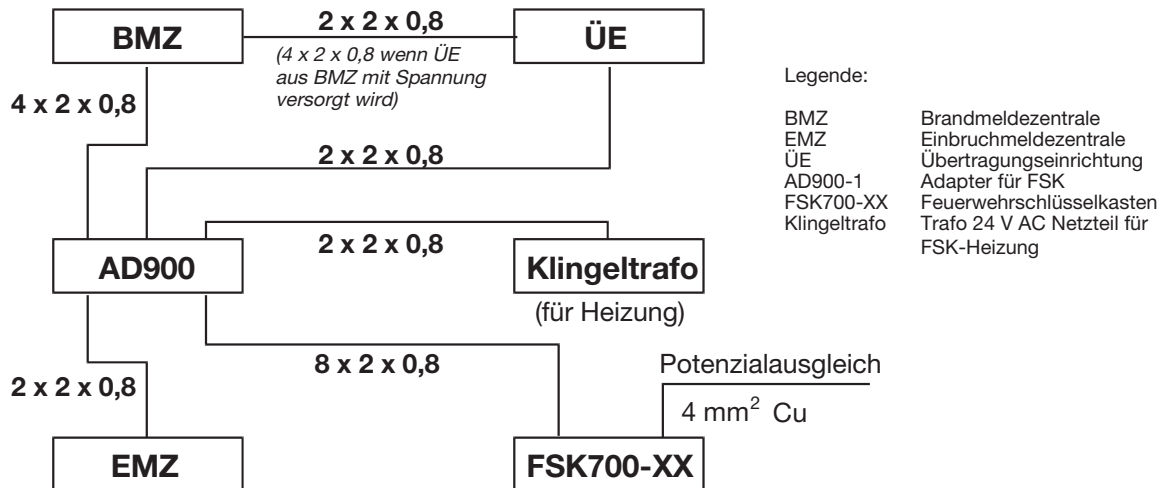 BMZ
2 x 2 x 0,8
ÜE
(4 x 2 x 0,8 wenn ÜE
aus BMZ mit Spannung
versorgt wird)
4 x 2 x 0,8
2 x 2 x 0,8
AD900
2 x 2 x 0,8
Klingeltrafo
(für Heizung)
8 x 2 x 0,8
2 x 2 x 0,8
Potenzialausgleich
4 mm² Cu
EMZ
FSK700-XX
Legende:
BMZ Brandmeldezentrale
EMZ Einbruchmeldezentrale
ÜE Übertragungseinrichtung
AD900-1 Adapter für FSK
FSK700-XX Feuerwehrschlüsselkasten
Klingeltrafo Trafo 24 V AC Netzteil für
FSK-Heizung